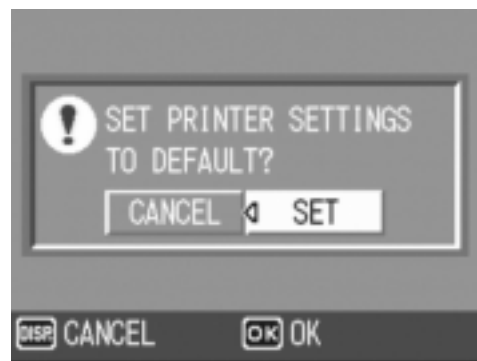 SET PRINTER SETTINGS
TO DEFAULT?
CANCEL SET
DISP. CANCEL OK OK